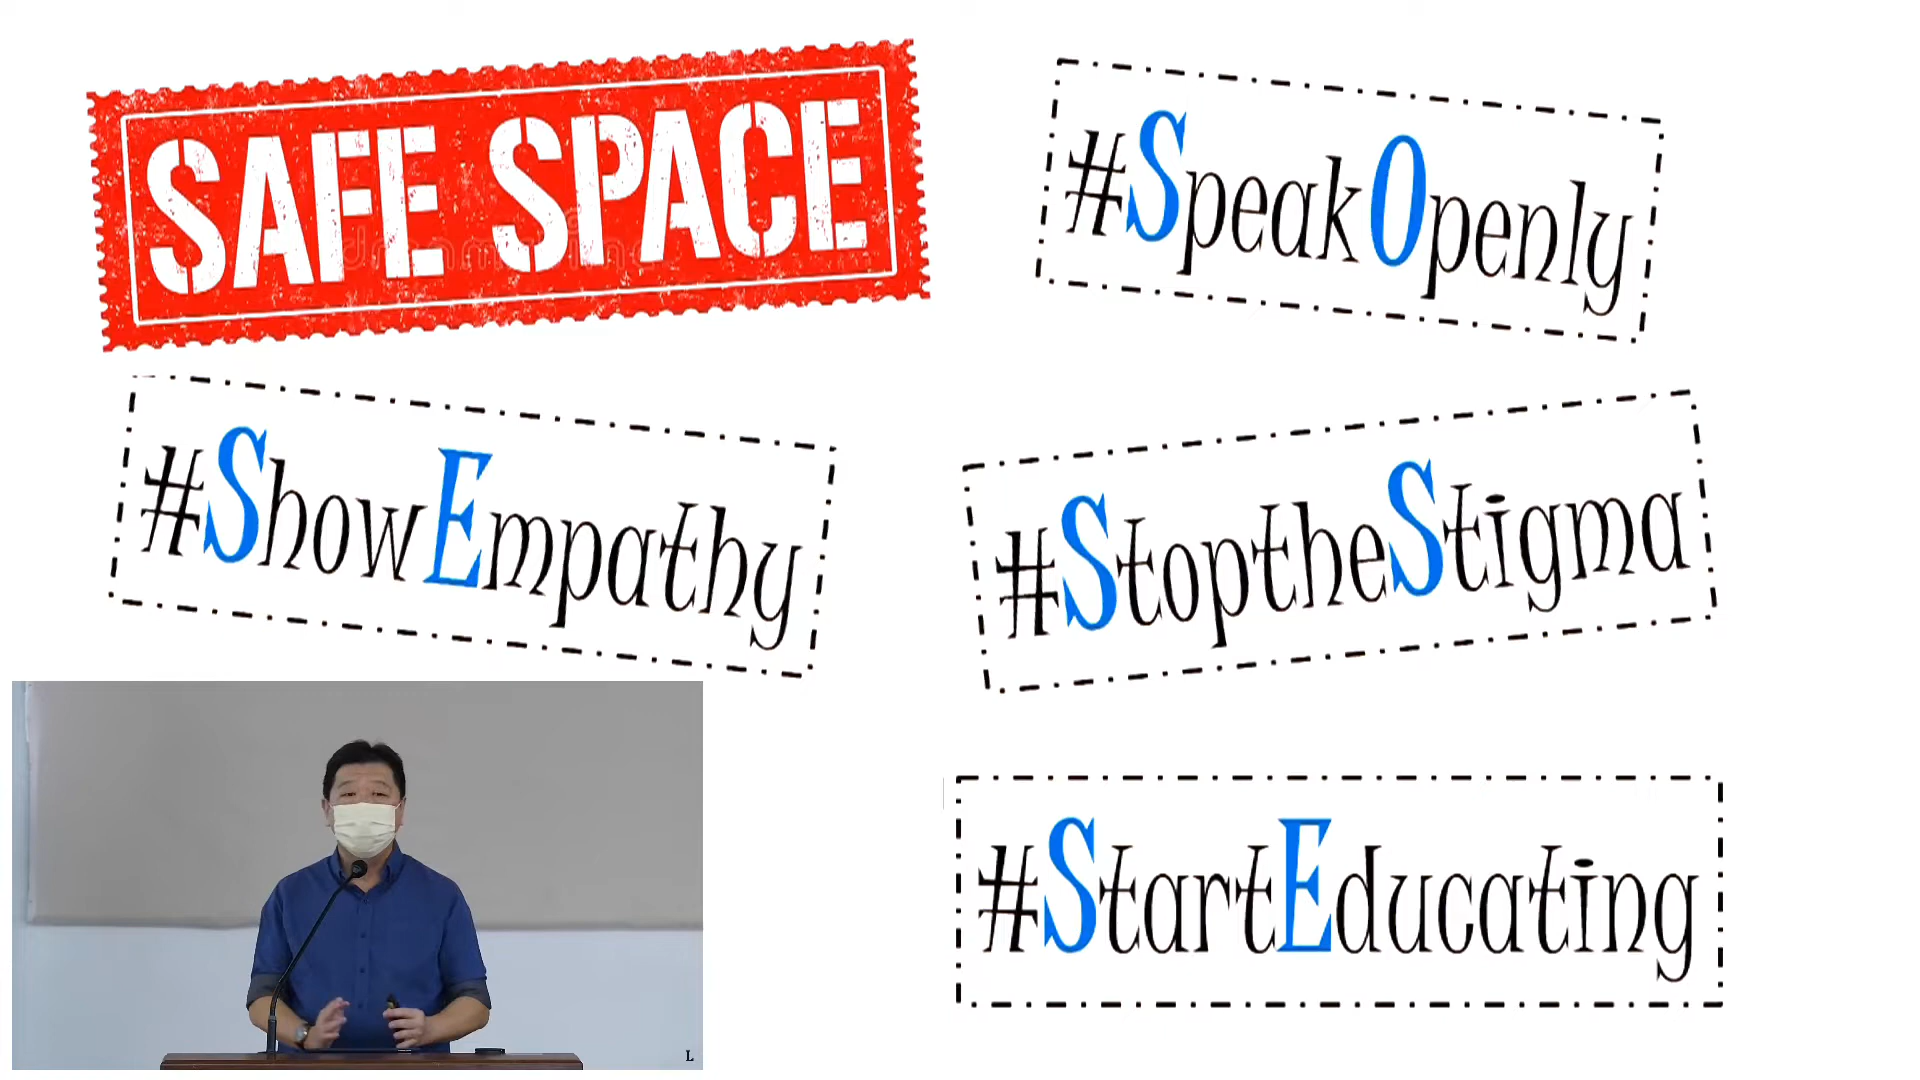 SAFE SPACE
#SpeakOpenly
#ShowEmpathy
#StoptheStigma
#StartEducating
L